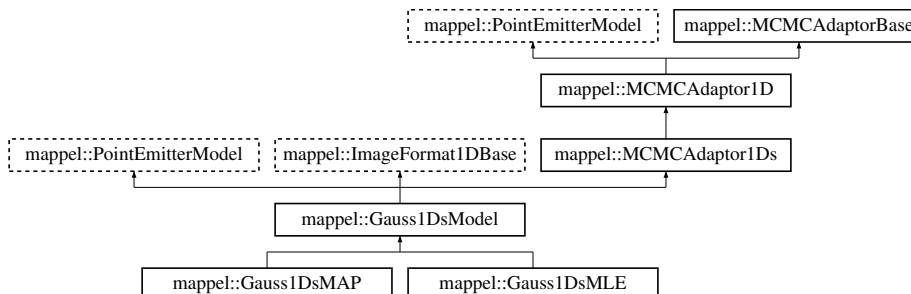 mappel::PointEmitterModel
mappel::MCMCAdaptorBase
mappel::MCMCAdaptor1D
mappel::PointEmitterModel
mappel::ImageFormat1DBase
mappel::MCMCAdaptor1Ds
mappel::Gauss1DsModel
mappel::Gauss1DsMAP
mappel::Gauss1DsMLE